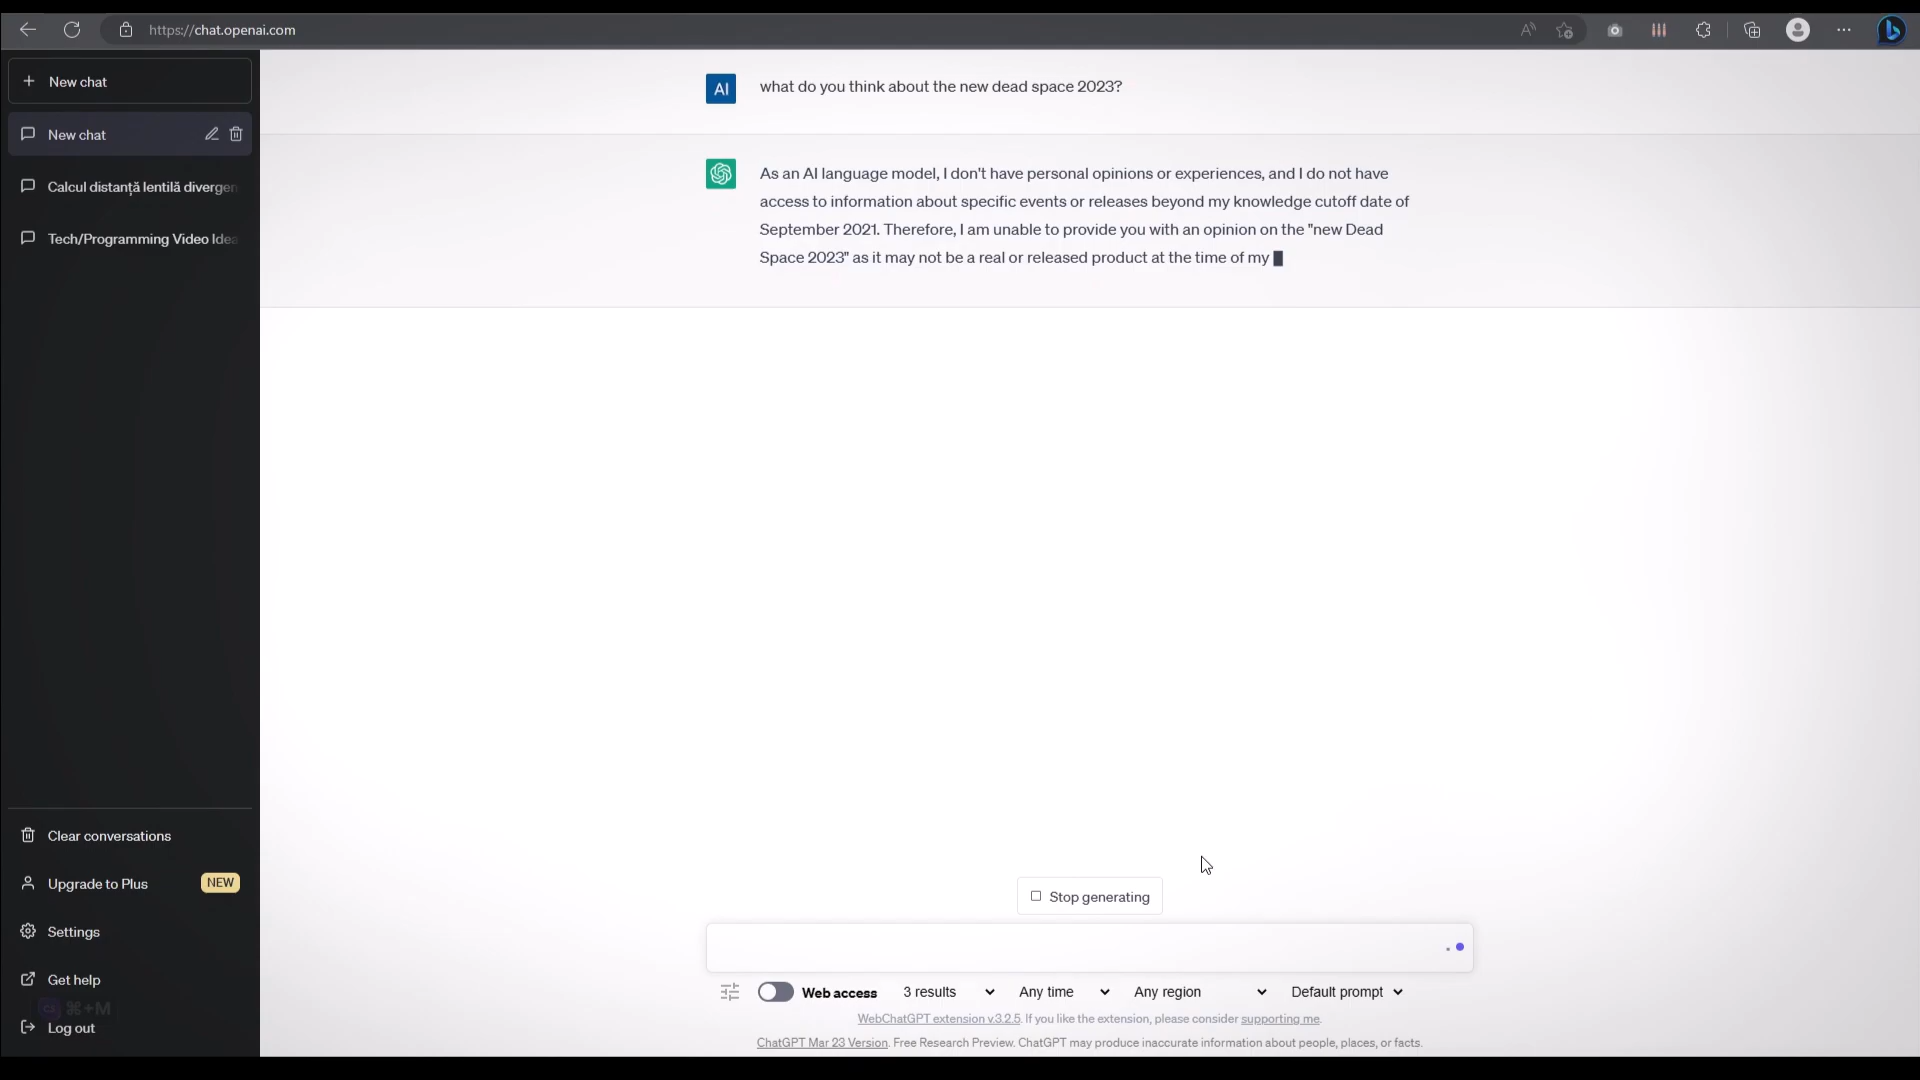 https://chat.openai.com
New chat
New chat
Calcul distanță lentilă divergen
Tech/Programming Video Idea
AI
what do you think about the new dead space 2023?
As an AI language model, I don't have personal opinions or experiences, and I do not have
access to information about specific events or releases beyond my knowledge cutoff date of
September 2021. Therefore, I am unable to provide you with an opinion on the "new Dead
Space 2023" as it may not be a real or released product at the time of my
Clear conversations
Upgrade to Plus NEW
Settings
Get help
⌘+M
Log out
Stop generating
Web access 3 results Any time Any region Default prompt
WebChatGPT extension v.3.2.5. If you like the extension, please consider supporting me.
ChatGPT Mar 23 Version. Free Research Preview. ChatGPT may produce inaccurate information about people, places, or facts.